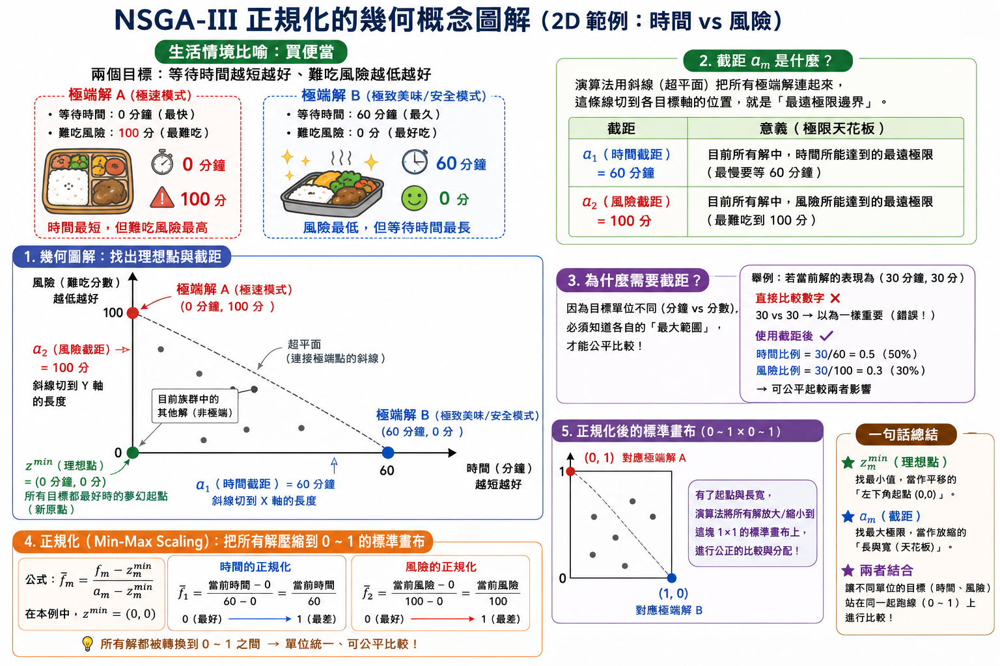 NSGA-III 正規化的幾何概念圖解（2D 範例：時間 vs 風險）
生活情境比喻：買便當
兩個目標：等待時間越短越好、難吃風險越低越好
極端解 A（極速模式）
• 等待時間：0 分鐘（最快）
• 難吃風險：100 分（最難吃）
0 分鐘
100 分
時間最短，但難吃風險最高
極端解 B（極致美味/安全模式）
• 等待時間：60 分鐘（最久）
• 難吃風險：0 分（最好吃）
60 分鐘
0 分
風險最低，但等待時間最長
1. 幾何圖解：找出理想點與截距
風險（難吃分數）
越低越好
極端解 A（極速模式）
(0 分鐘, 100 分 )
100
a₂（風險截距）
= 100 分
斜線切到 Y 軸
的長度
超平面
（連接極端點的斜線）
目前族群中的
其他解（非極端）
極端解 B（極致美味/安全模式）
(60 分鐘, 0 分 )
0
60
時間（分鐘）
越短越好
z^min（理想點）
= (0 分鐘, 0 分)
所有目標都最好時的夢幻起點
（新原點）
a₁（時間截距）= 60 分鐘
斜線切到 X 軸的長度
2. 截距 a_m 是什麼？
演算法用斜線（超平面）把所有極端解連起來，
這條線切到各目標軸的位置，就是「最遠極限邊界」。
截距 意義（極限天花板）
a₁（時間截距）
= 60 分鐘
目前所有解中，時間所能達到的最遠極限
（最慢要等 60 分鐘）
a₂（風險截距）
= 100 分
目前所有解中，風險所能達到的最遠極限
（最難吃到 100 分）
3. 為什麼需要截距？
因為目標單位不同 (分鐘 vs 分數),
必須知道各自的「最大範圍」，
才能公平比較！
舉例：若當前解的表現為（30 分鐘, 30 分）
直接比較數字 ✕
30 vs 30 → 以為一樣重要（錯誤！）
使用截距後 ✓
時間比例 = 30/60 = 0.5（50%）
風險比例 = 30/100 = 0.3（30%）
→ 可公平起較兩者影響
4. 正規化（Min-Max Scaling）：把所有解壓縮到 0 ~ 1 的標準畫布
公式：f̄_m = (f_m − z_m^min) / (a_m − z_m^min)
在本例中，z^min = (0, 0)
時間的正規化
f̄₁ = (當前時間 − 0) / (60 − 0) = 當前時間 / 60
0（最好） → 1（最差）
風險的正規化
f̄₂ = (當前風險 − 0) / (100 − 0) = 當前風險 / 100
0（最好） → 1（最差）
所有解都被轉換到 0 ~ 1 之間 → 單位統一、可公平比較！
5. 正規化後的標準畫布（0 ~ 1 × 0 ~ 1）
(0, 1) 對應極端解 A
1
0
(1, 0)
對應極端解 B
有了起點與長寬，
演算法將所有解放大/縮小到
這塊 1×1 的標準畫布上，
進行公正的比較與分配！
一句話總結
★ z_m^min（理想點）
找最小值，當作平移的
「左下角起點 (0,0)」。
★ a_m（截距）
找最大極限，當作放縮的
「長與寬（天花板）」。
★ 兩者結合
讓不同單位的目標（時間、風險）
站在同一起跑線（0 ~ 1）上
進行比較！